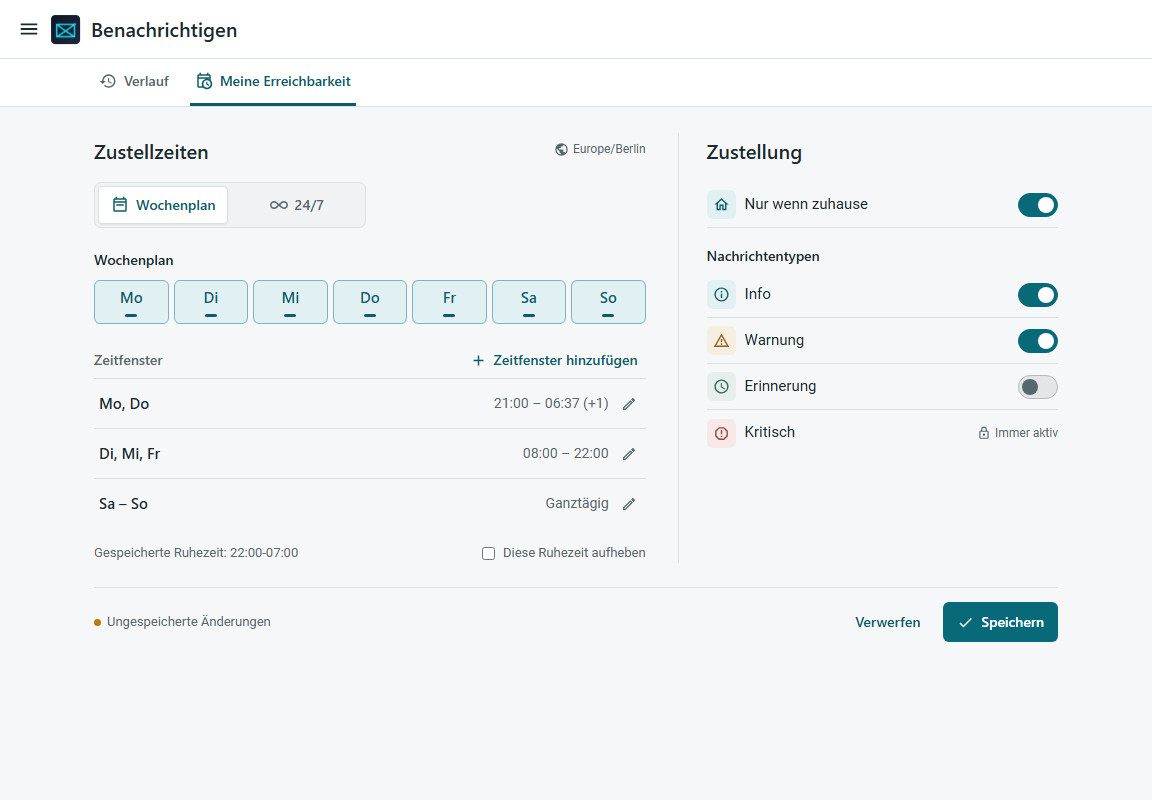 Benachrichtigen
Verlauf
Meine Erreichbarkeit
Zustellzeiten
Europe/Berlin
Wochenplan
24/7
Wochenplan
Mo Di Mi Do Fr Sa So
Zeitfenster
Zeitfenster hinzufügen
Mo, Do
21:00 – 06:37 (+1)
Di, Mi, Fr
08:00 – 22:00
Sa – So
Ganztägig
Gespeicherte Ruhezeit: 22:00-07:00
Diese Ruhezeit aufheben
Zustellung
Nur wenn zuhause
Nachrichtentypen
Info
Warnung
Erinnerung
Kritisch
Immer aktiv
Ungespeicherte Änderungen
Verwerfen
Speichern